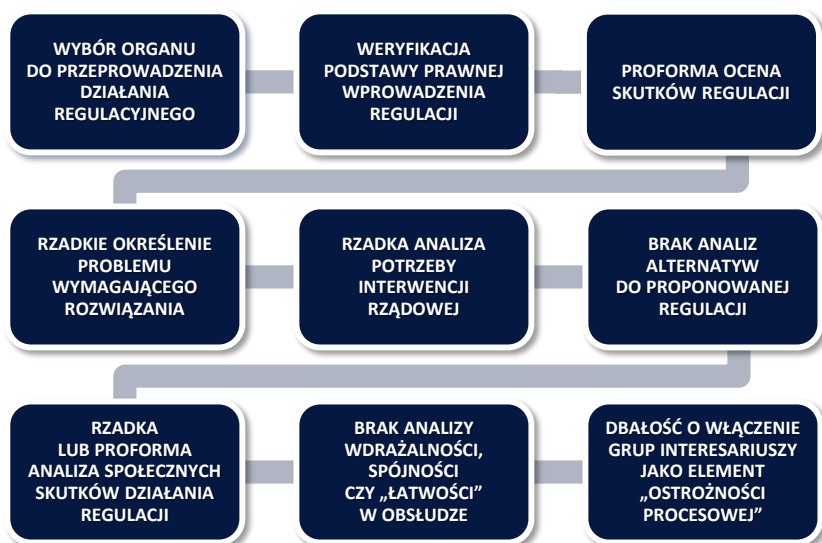 WYBÓR ORGANU
DO PRZEPROWADZENIA
DZIAŁANIA
REGULACYJNEGO
WERYFIKACJA
PODSTAWY PRAWNEJ
WPROWADZENIA
REGULACJI
PROFORMA OCENA
SKUTKÓW REGULACJI
RZADKIE OKREŚLENIE
PROBLEMU
WYMAGAJĄCEGO
ROZWIĄZANIA
RZADKA ANALIZA
POTRZEBY
INTERWENCJI
RZĄDOWEJ
BRAK ANALIZ
ALTERNATYW
DO PROPONOWANEJ
REGULACJI
RZADKA
LUB PROFORMA
ANALIZA SPOŁECZNYCH
SKUTKÓW DZIAŁANIA
REGULACJI
BRAK ANALIZY
WDRAŻALNOŚCI,
SPÓJNOŚCI
CZY „ŁATWOŚCI”
W OBSŁUDZE
DBAŁOŚĆ O WŁĄCZENIE
GRUP INTERESARIUSZY
JAKO ELEMENT
„OSTROŻNOŚCI
PROCESOWEJ”